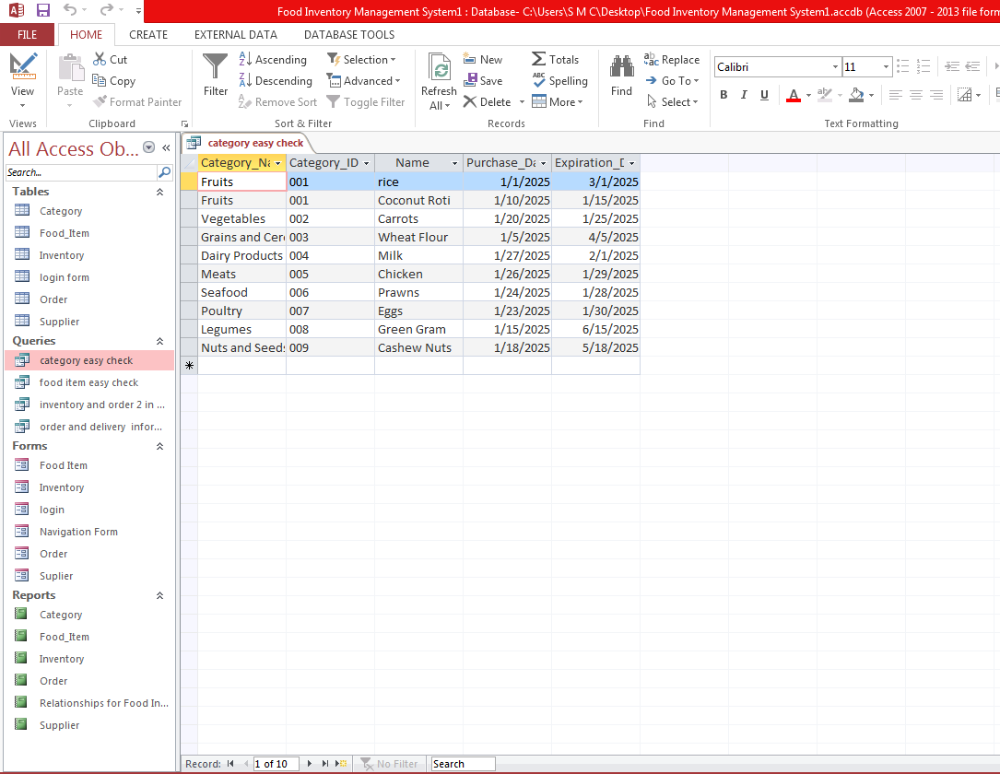 Food Inventory Management System1 : Database- C:\Users\S M C\Desktop\Food Inventory Management System1.accdb (Access 2007 - 2013 file form
FILE HOME CREATE EXTERNAL DATA DATABASE TOOLS
View
Views
Paste
Cut
Copy
Format Painter
Clipboard
Filter
Ascending
Descending
Remove Sort
Selection
Advanced
Toggle Filter
Sort & Filter
Refresh
All
New
Save
Delete
Totals
Spelling
More
Records
Find
Replace
Go To
Select
Find
Calibri 11
B I U A
Text Formatting
All Access Ob...
Search...
Tables
Category
Food_Item
Inventory
login form
Order
Supplier
Queries
category easy check
food item easy check
inventory and order 2 in ...
order and delivery infor...
Forms
Food Item
Inventory
login
Navigation Form
Order
Suplier
Reports
Category
Food_Item
Inventory
Order
Relationships for Food In...
Supplier
category easy check
Category_Na Category_ID Name Purchase_Da Expiration_D
Fruits 001 rice 1/1/2025 3/1/2025
Fruits 001 Coconut Roti 1/10/2025 1/15/2025
Vegetables 002 Carrots 1/20/2025 1/25/2025
Grains and Cere 003 Wheat Flour 1/5/2025 4/5/2025
Dairy Products 004 Milk 1/27/2025 2/1/2025
Meats 005 Chicken 1/26/2025 1/29/2025
Seafood 006 Prawns 1/24/2025 1/28/2025
Poultry 007 Eggs 1/23/2025 1/30/2025
Legumes 008 Green Gram 1/15/2025 6/15/2025
Nuts and Seeds 009 Cashew Nuts 1/18/2025 5/18/2025
Record: 1 of 10 No Filter Search